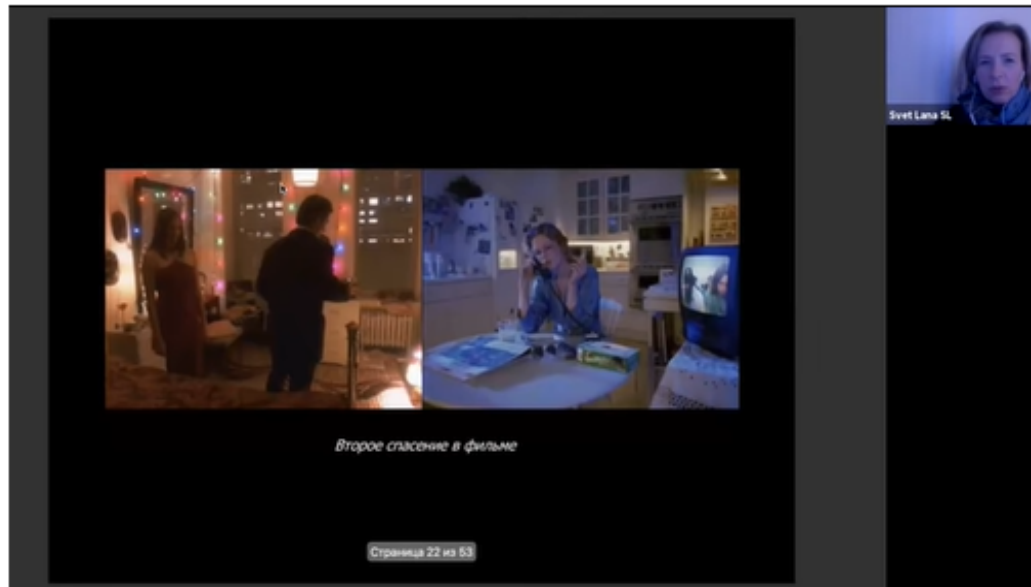 Svet Lana SL
Второе спасение в фильме
Страница 22 из 53